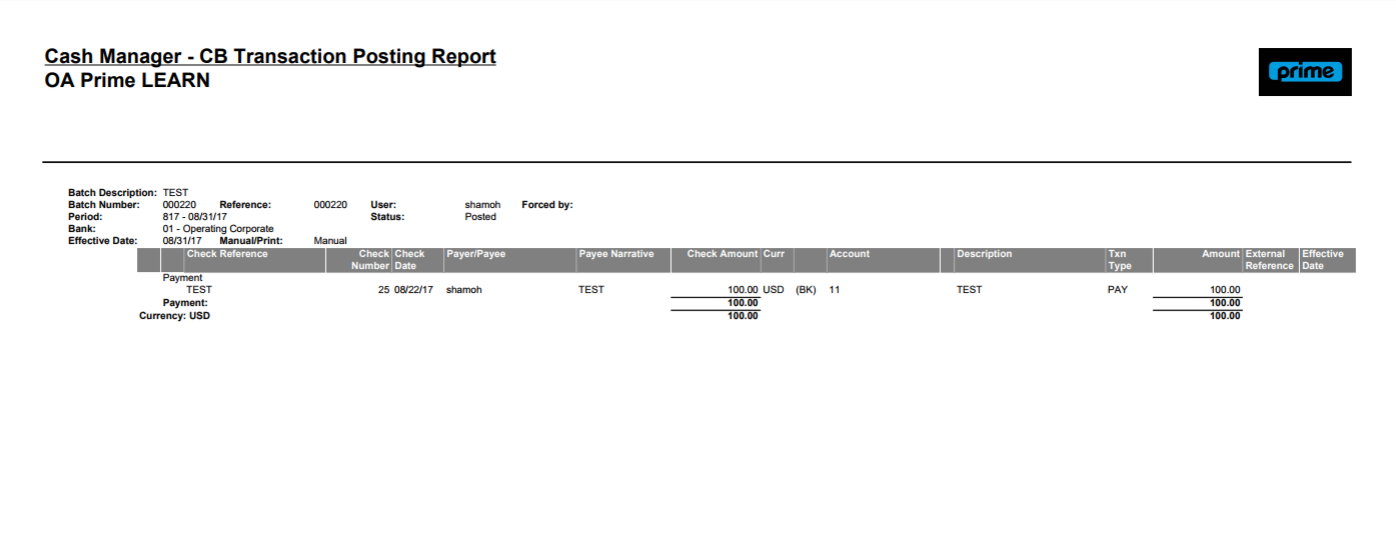 Cash Manager - CB Transaction Posting Report
OA Prime LEARN
prime
Batch Description: TEST
Batch Number: 000220 Reference: 000220 User: shamoh Forced by:
Period: 817 - 08/31/17 Status: Posted
Bank: 01 - Operating Corporate
Effective Date: 08/31/17 Manual/Print: Manual
Check Reference Check Check Payer/Payee Payee Narrative Check Amount Curr Account Description Txn Amount External Effective
Number Date Type Reference Date
Payment
TEST 25 08/22/17 shamoh TEST 100.00 USD (BK) 11 TEST PAY 100.00
Payment: 100.00 100.00
Currency: USD 100.00 100.00